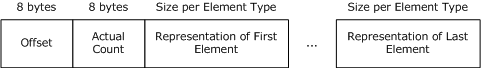 8 bytes 8 bytes Size per Element Type Size per Element Type
Offset
Actual
Count
Representation of First
Element
...
Representation of Last
Element